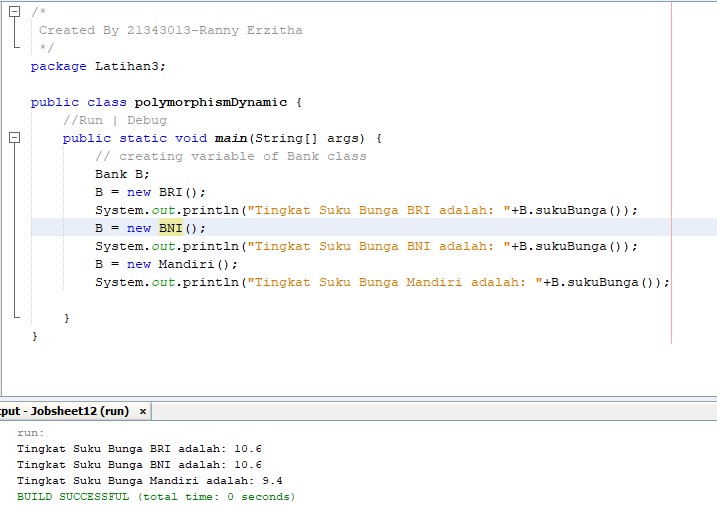 /*
Created By 21343013-Ranny Erzitha
*/
package Latihan3;
public class polymorphismDynamic {
//Run | Debug
public static void main(String[] args) {
// creating variable of Bank class
Bank B;
B = new BRI();
System.out.println("Tingkat Suku Bunga BRI adalah: "+B.sukuBunga());
B = new BNI();
System.out.println("Tingkat Suku Bunga BNI adalah: "+B.sukuBunga());
B = new Mandiri();
System.out.println("Tingkat Suku Bunga Mandiri adalah: "+B.sukuBunga());
}
}
put - Jobsheet12 (run) ×
run:
Tingkat Suku Bunga BRI adalah: 10.6
Tingkat Suku Bunga BNI adalah: 10.6
Tingkat Suku Bunga Mandiri adalah: 9.4
BUILD SUCCESSFUL (total time: 0 seconds)